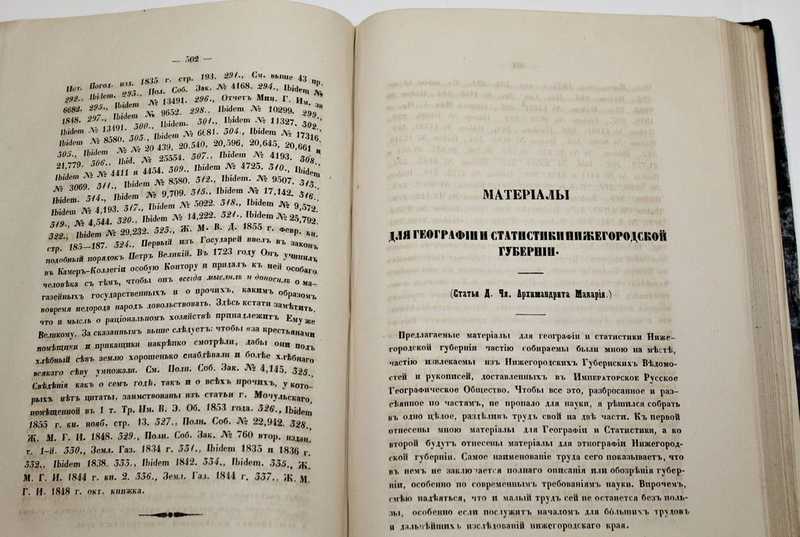 — 502 —
Пет. Погод. изд. 1835 г. стр. 193. 291., См. выше 43 пр.
292., Ibidem. 293.. Пол. Соб. Зак. № 4168. 294., Ibidem №
6682. 295., Ibidem № 13491. 296., Отчетъ Мин. Г. Им. за
1848. 297., Ibidem № 9652. 298.. Ibidem № 10299. 299.,
Ibidem № 13491. 300., Ibidem. 301., Ibidem № 11327. 302.,
Ibidem № 8580. 303., Ibidem № 6681. 304., Ibidem № 17316.
305., Ibidem № № 20 439, 20,540, 20,596, 20,645, 20,661 и
21,779. 306., Ibid. № 25554. 307., Ibidem № 4193. 308.,
Ibidem № № 4411 и 4454. 309., Ibidem № 4725. 310., Ibidem
№ 3069. 311., Ibidem № 8580. 312., Ibidem. № 9507. 313.,
Ibidem. 314., Ibidem № 9,709. 315., Ibidem № 17,142. 316.,
Ibidem № 4,193. 317., Ibidem № 5022. 318., Ibidem № 9,572.
319., № 4,544. 320., Ibidem № 14,222. 321., Ibidem № 25,792.
322., Ibidem № 29,232. 323., Ж. М. В. Д. 1855 г. Февр. кн.
стр. 185—187. 324., Первый изъ Государей ввелъ въ законъ
подобный порядокъ Петръ Великій. Въ 1723 году Онъ учинилъ
въ Камеръ-Коллегіи особую Контору и придалъ къ ней особаго
человѣка съ тѣмъ, чтобы онъ всегда мыслилъ и доносилъ о ма-
газейныхъ государственныхъ и о прочихъ, какимъ образомъ
вовремя недорода народъ довольствовать. Здѣсь кстати замѣтить,
что и мысль о раціональномъ хозяйствѣ принадлежитъ Ему же
Великому. За сказаннымъ выше слѣдуетъ: чтобы «за крестьянами
помѣщики и прикащики накрѣпко смотрѣли, дабы они подъ
хлѣбный сѣвъ землю хорошенько снабдѣвали и болѣе хлѣбнаго
всякаго сѣву умножали. См. Полн. Соб. Зак. № 4,145. 325.,
Свѣдѣнія какъ о семъ годѣ, такъ и о всѣхъ прочихъ, у кото-
рыхъ нѣтъ цитаты, заимствованы изъ статьи г. Мочульскаго,
помѣщенной въ 1 т. Тр. Им. В. Э. Об. 1853 года. 326., Ibidem
1855 г. кн. нояб. стр. 13. 327., Полн. Соб. Зак. № 22,942. 328.,
Ж. М. Г. И. 1848. 329., Полн. Соб. Зак. № 760 втор. издан.
т. 1-й. 330., Земл. Газ. 1834 г. 331., Ibidem 1835 и 1836 г.
332., Ibidem 1838. 333., Ibidem 1842. 334., Ibidem. 335., Ж.
М. Г. И. 1844 г. кн. 2. 336., Земл. Газ. 1844 г. 337., Ж. М.
Г. И. 1848 г. окт. книжка.
МАТЕРІАЛЫ
ДЛЯ ГЕОГРАФІИ И СТАТИСТИКИ НИЖЕГОРОДСКОЙ
ГУБЕРНІИ.
(Статья Д. Чл. Архимандрита Макарія.)
Предлагаемые матеріалы для географіи и статистики Ниже-
городской губерніи частію собираемы были мною на мѣстѣ,
частію извлекаемы изъ Нижегородскихъ Губернскихъ Вѣдомо-
стей и рукописей, доставленныхъ въ Императорское Русское
Географическое Общество. Чтобы все это, разбросанное и раз-
сѣянное по частямъ, не пропало для науки, я рѣшился собрать
въ одно цѣлое, раздѣливъ трудъ свой на двѣ части. Къ первой
отнесены мною матеріалы для Географіи и Статистики, а ко
второй будутъ отнесены матеріалы для этнографіи Нижегород-
ской губерніи. Самое наименованіе труда сего показываетъ, что
въ немъ не заключается полнаго описанія или обозрѣнія губер-
ніи, особенно по современнымъ требованіямъ науки. Впрочемъ,
смѣю надѣяться, что и малый трудъ сей не останется безъ поль-
зы, особенно если послужитъ началомъ для большихъ трудовъ
и дальнѣйшихъ изслѣдованій нижегородскаго края.